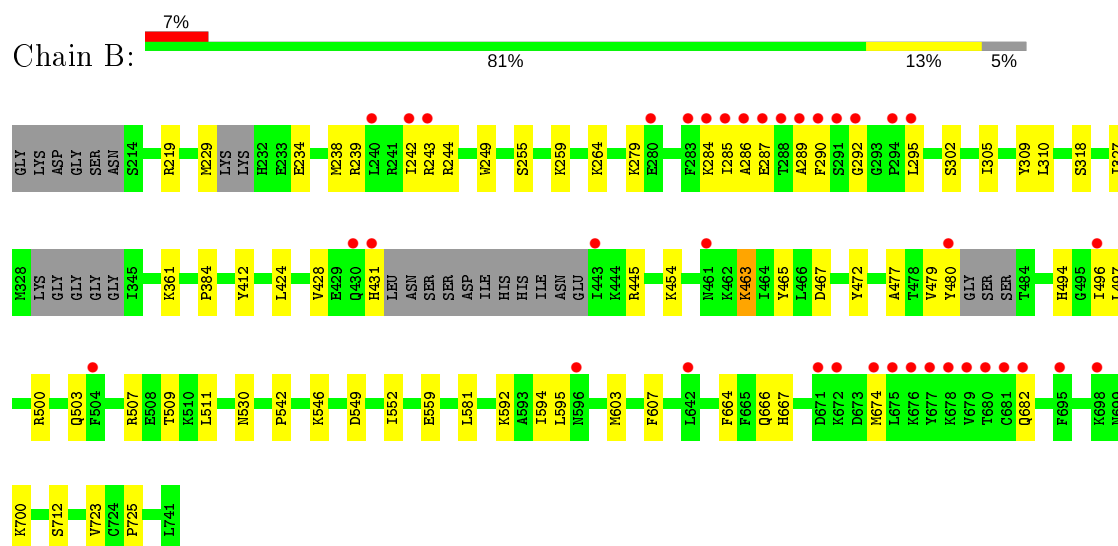 7%
Chain B:
81% 13% 5%
GLY LYS ASP GLY SER ASN S214 R219 M229 LYS LYS H232 E233 E234 M238 R239 L240 R241 I242 R243 R244 W249 S255 K259 K264 K279 E280 F283 K284 I285 A286 E287 T288 A289 F290 S291 G292 G293 P294 L295 S302 I305 Y309 L310 S318
M328 LYS GLY GLY GLY GLY I345 K361 P384 Y412 L424 V428 E429 Q430 H431 LEU ASN SER SER ASP ILE HIS HIS ILE ASN GLU I443 K444 R445 K454 N461 K462 K463 I464 Y465 L466 D467 Y472 A477 T478 V479 Y480 GLY SER SER T484 H494 G495 I496 L497
R500 Q503 F504 R507 E508 T509 K510 L511 N530 P542 K546 D549 I552 E559 L581 K592 A593 I594 L595 N596 M603 F607 L642 F664 F665 Q666 H667 D671 K672 D673 M674 L675 K676 Y677 K678 V679 T680 C681 Q682 F695 K698 N699
K700 S712 V723 C724 P725 L741